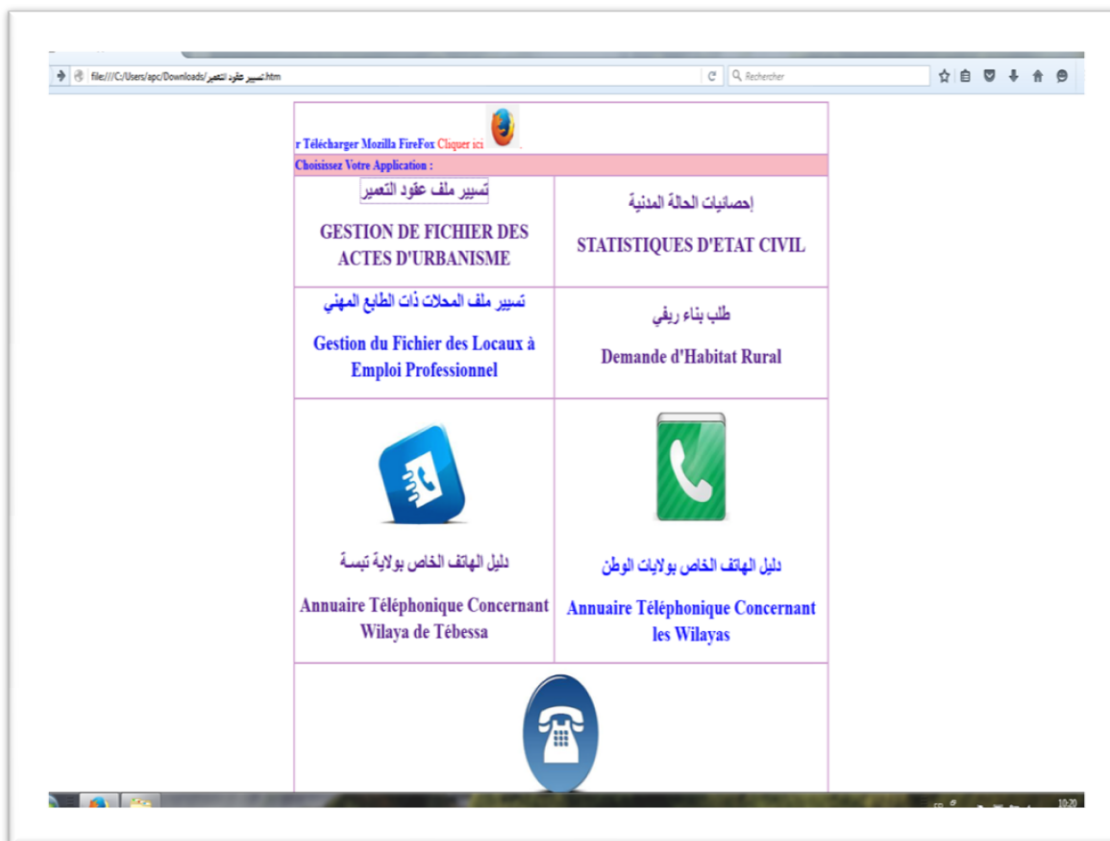 file:///C:/Users/apc/Downloads/تسيير عقود التعمير.htm
Rechercher
r Télécharger Mozilla FireFox Cliquer ici .
Choisissez Votre Application :
تسيير ملف عقود التعمير
GESTION DE FICHIER DES
ACTES D'URBANISME
إحصائيات الحالة المدنية
STATISTIQUES D'ETAT CIVIL
تسيير ملف المحلات ذات الطابع المهني
Gestion du Fichier des Locaux à
Emploi Professionnel
طلب بناء ريفي
Demande d'Habitat Rural
دليل الهاتف الخاص بولاية تبسة
Annuaire Téléphonique Concernant
Wilaya de Tébessa
دليل الهاتف الخاص بولايات الوطن
Annuaire Téléphonique Concernant
les Wilayas
10:20